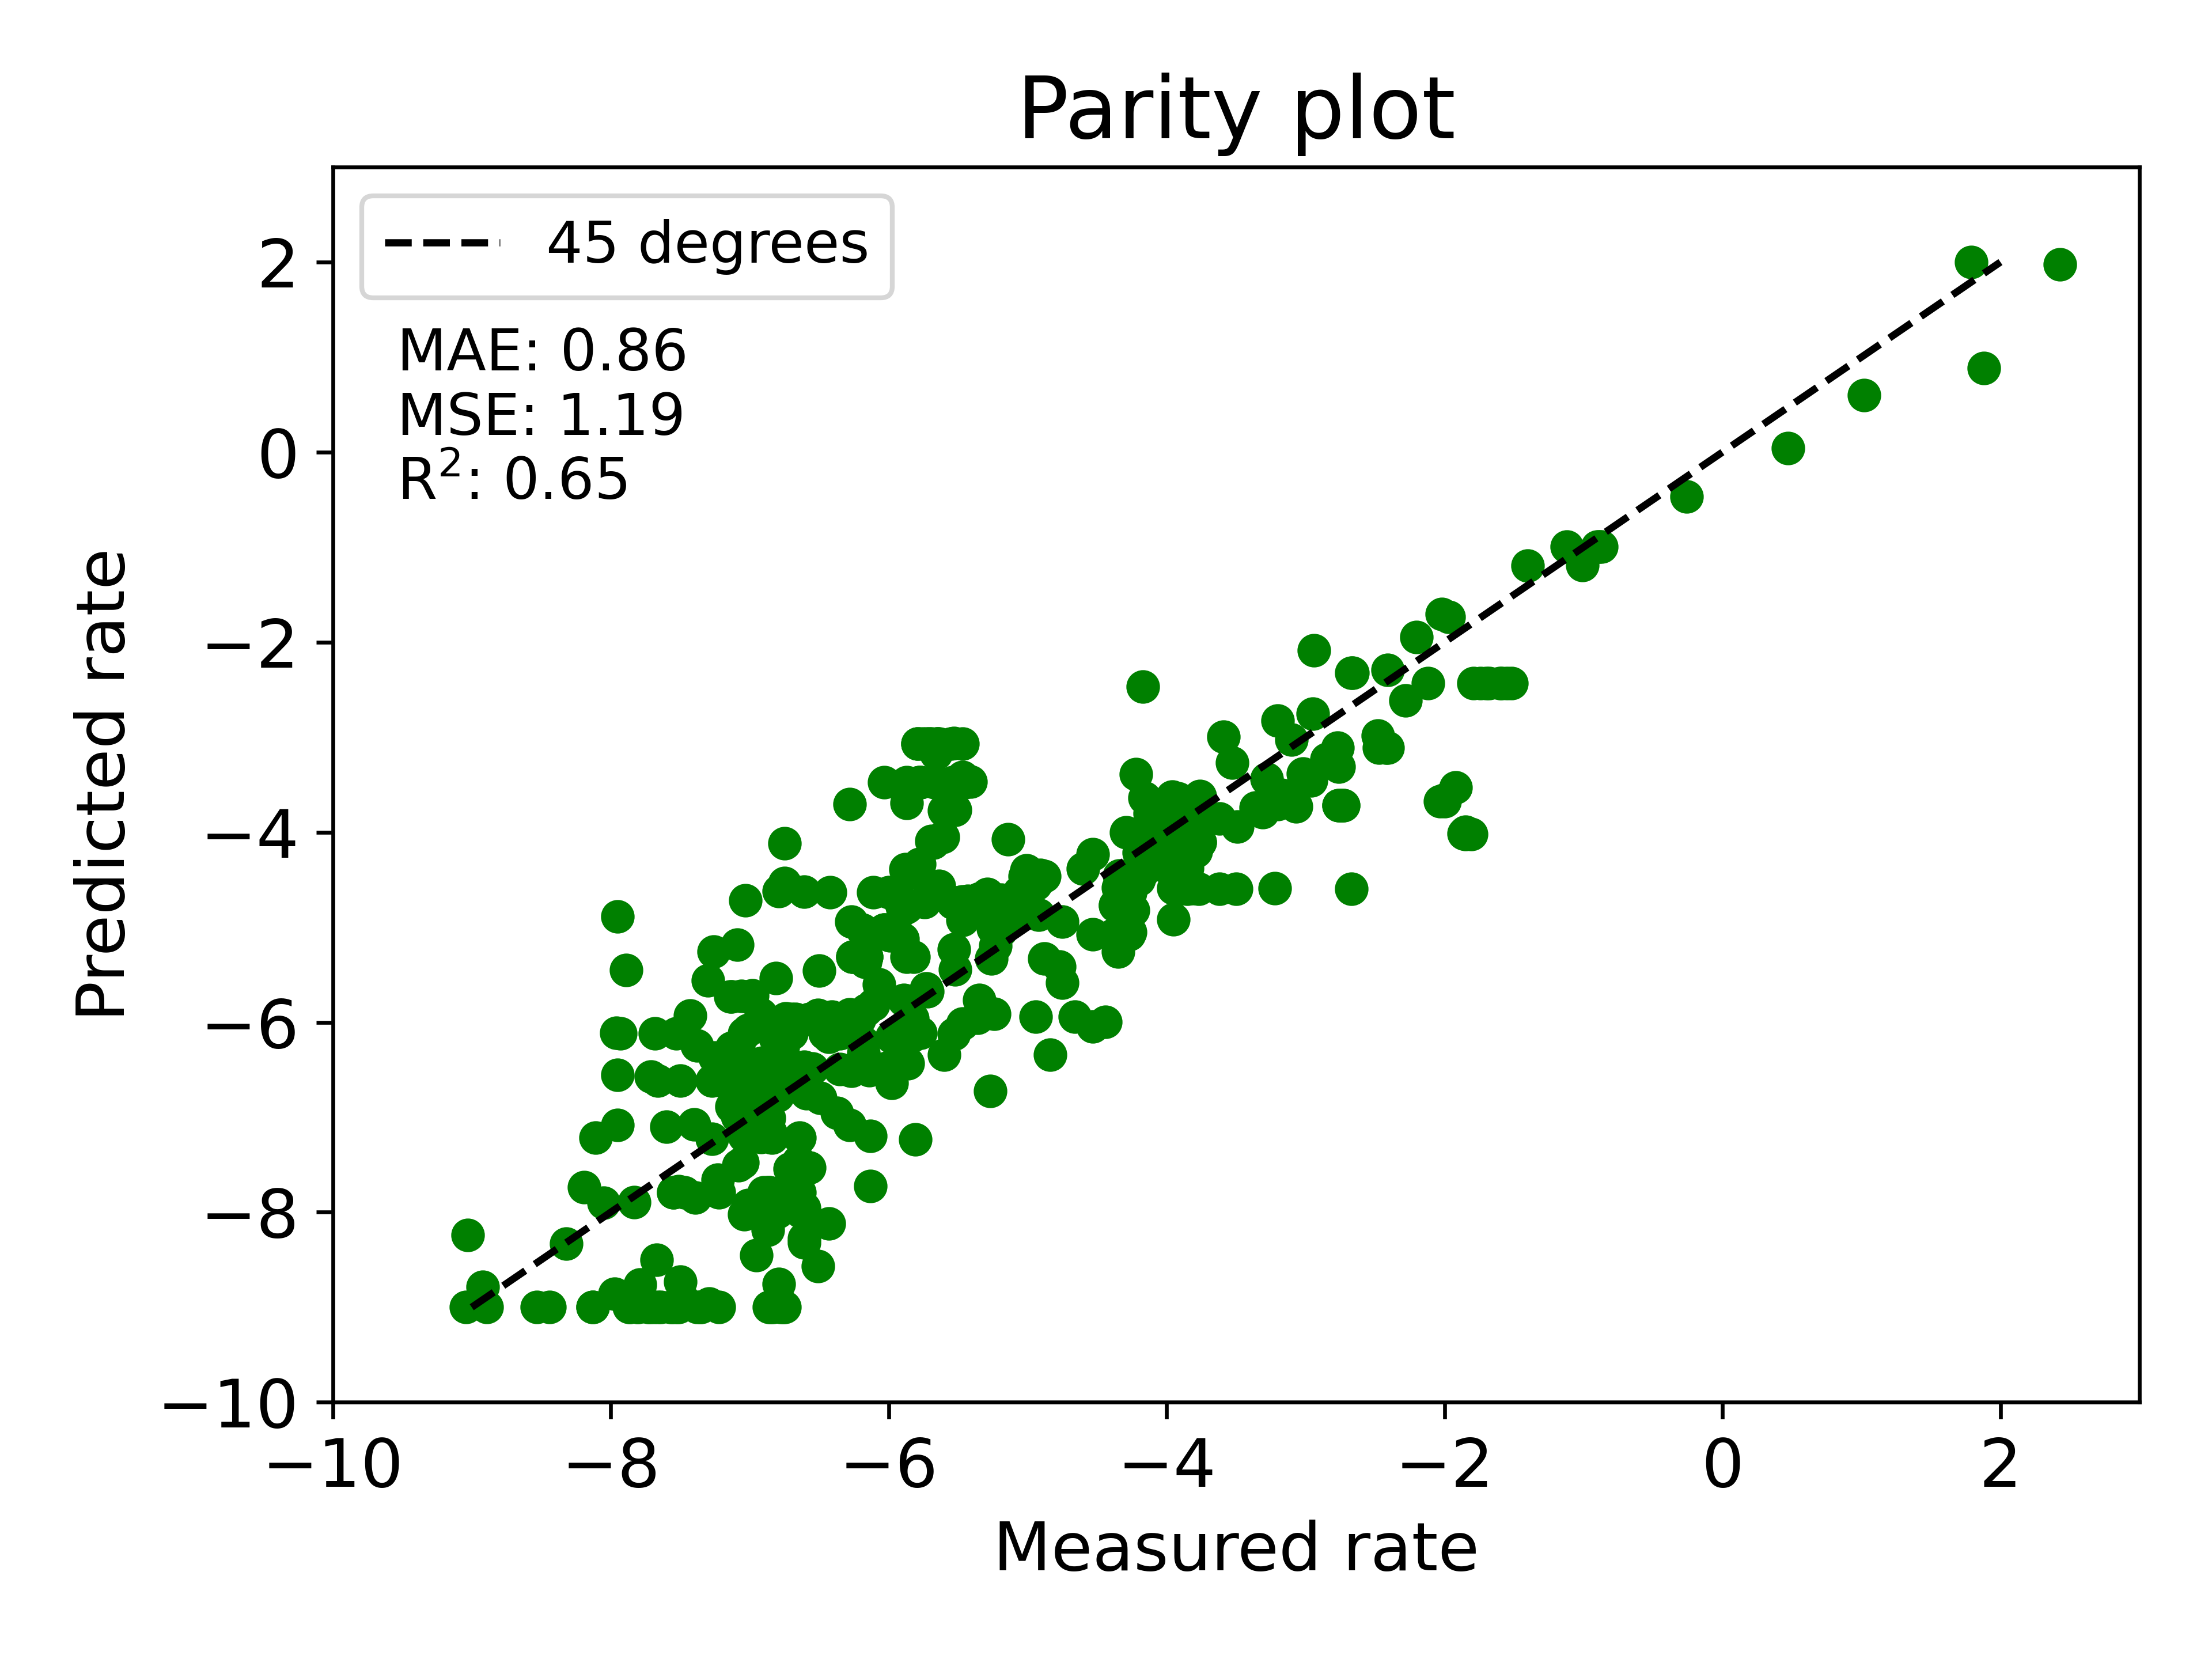 Parity plot
45 degrees
MAE: 0.86
MSE: 1.19
R²: 0.65
Predicted rate
2
0
−2
−4
−6
−8
−10
−10 −8 −6 −4 −2 0 2
Measured rate